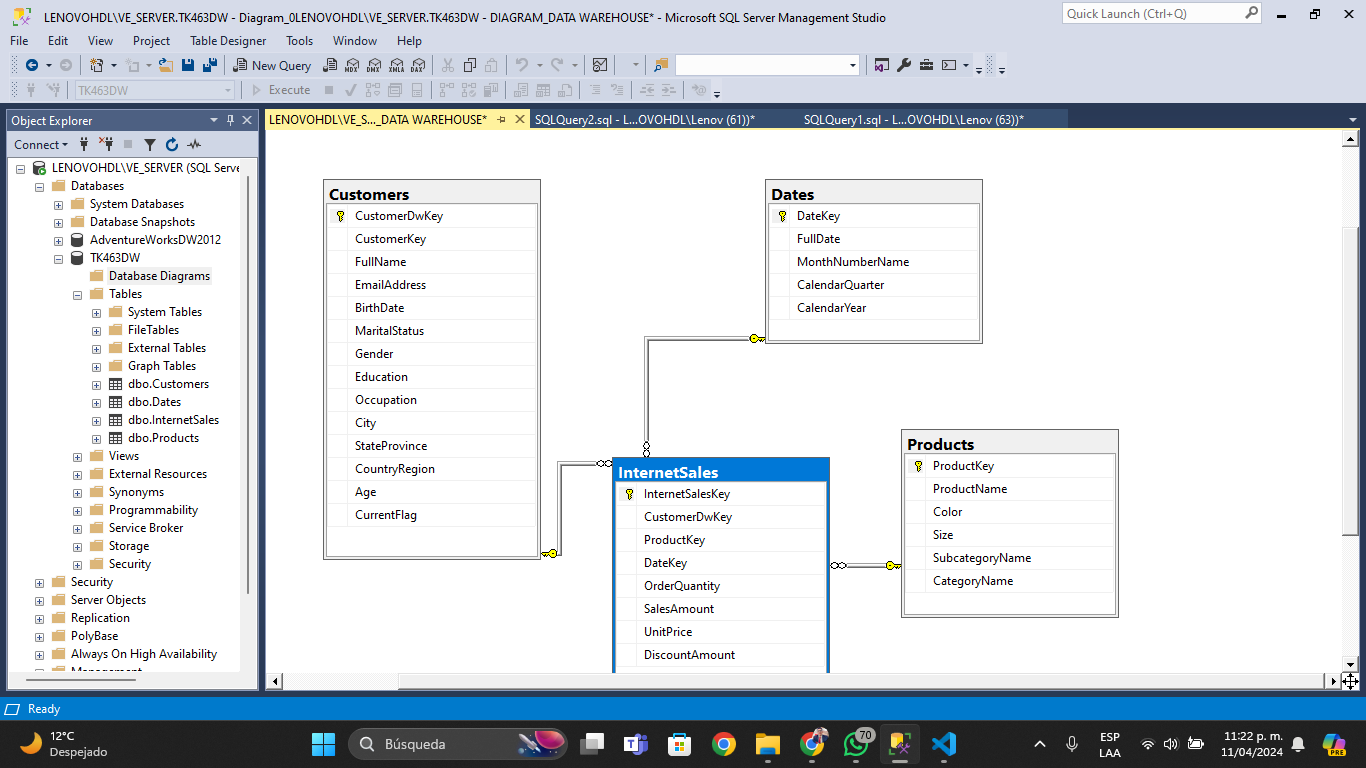 LENOVOHDL\VE_SERVER.TK463DW - Diagram_0LENOVOHDL\VE_SERVER.TK463DW - DIAGRAM_DATA WAREHOUSE* - Microsoft SQL Server Management Studio
Quick Launch (Ctrl+Q)
File Edit View Project Table Designer Tools Window Help
New Query MDX DMX XMLA DAX
TK463DW Execute
Object Explorer
LENOVOHDL\VE_S..._DATA WAREHOUSE* SQLQuery2.sql - L...OVOHDL\Lenov (61))* SQLQuery1.sql - L...OVOHDL\Lenov (63))*
Connect
LENOVOHDL\VE_SERVER (SQL Serve
Databases
System Databases
Database Snapshots
AdventureWorksDW2012
TK463DW
Database Diagrams
Tables
System Tables
FileTables
External Tables
Graph Tables
dbo.Customers
dbo.Dates
dbo.InternetSales
dbo.Products
Views
External Resources
Synonyms
Programmability
Service Broker
Storage
Security
Security
Server Objects
Replication
PolyBase
Always On High Availability
Management
Customers
CustomerDwKey
CustomerKey
FullName
EmailAddress
BirthDate
MaritalStatus
Gender
Education
Occupation
City
StateProvince
CountryRegion
Age
CurrentFlag
Dates
DateKey
FullDate
MonthNumberName
CalendarQuarter
CalendarYear
InternetSales
InternetSalesKey
CustomerDwKey
ProductKey
DateKey
OrderQuantity
SalesAmount
UnitPrice
DiscountAmount
Products
ProductKey
ProductName
Color
Size
SubcategoryName
CategoryName
Ready
12°C
Despejado
Búsqueda
70
ESP
LAA
11:22 p. m.
11/04/2024
PRE